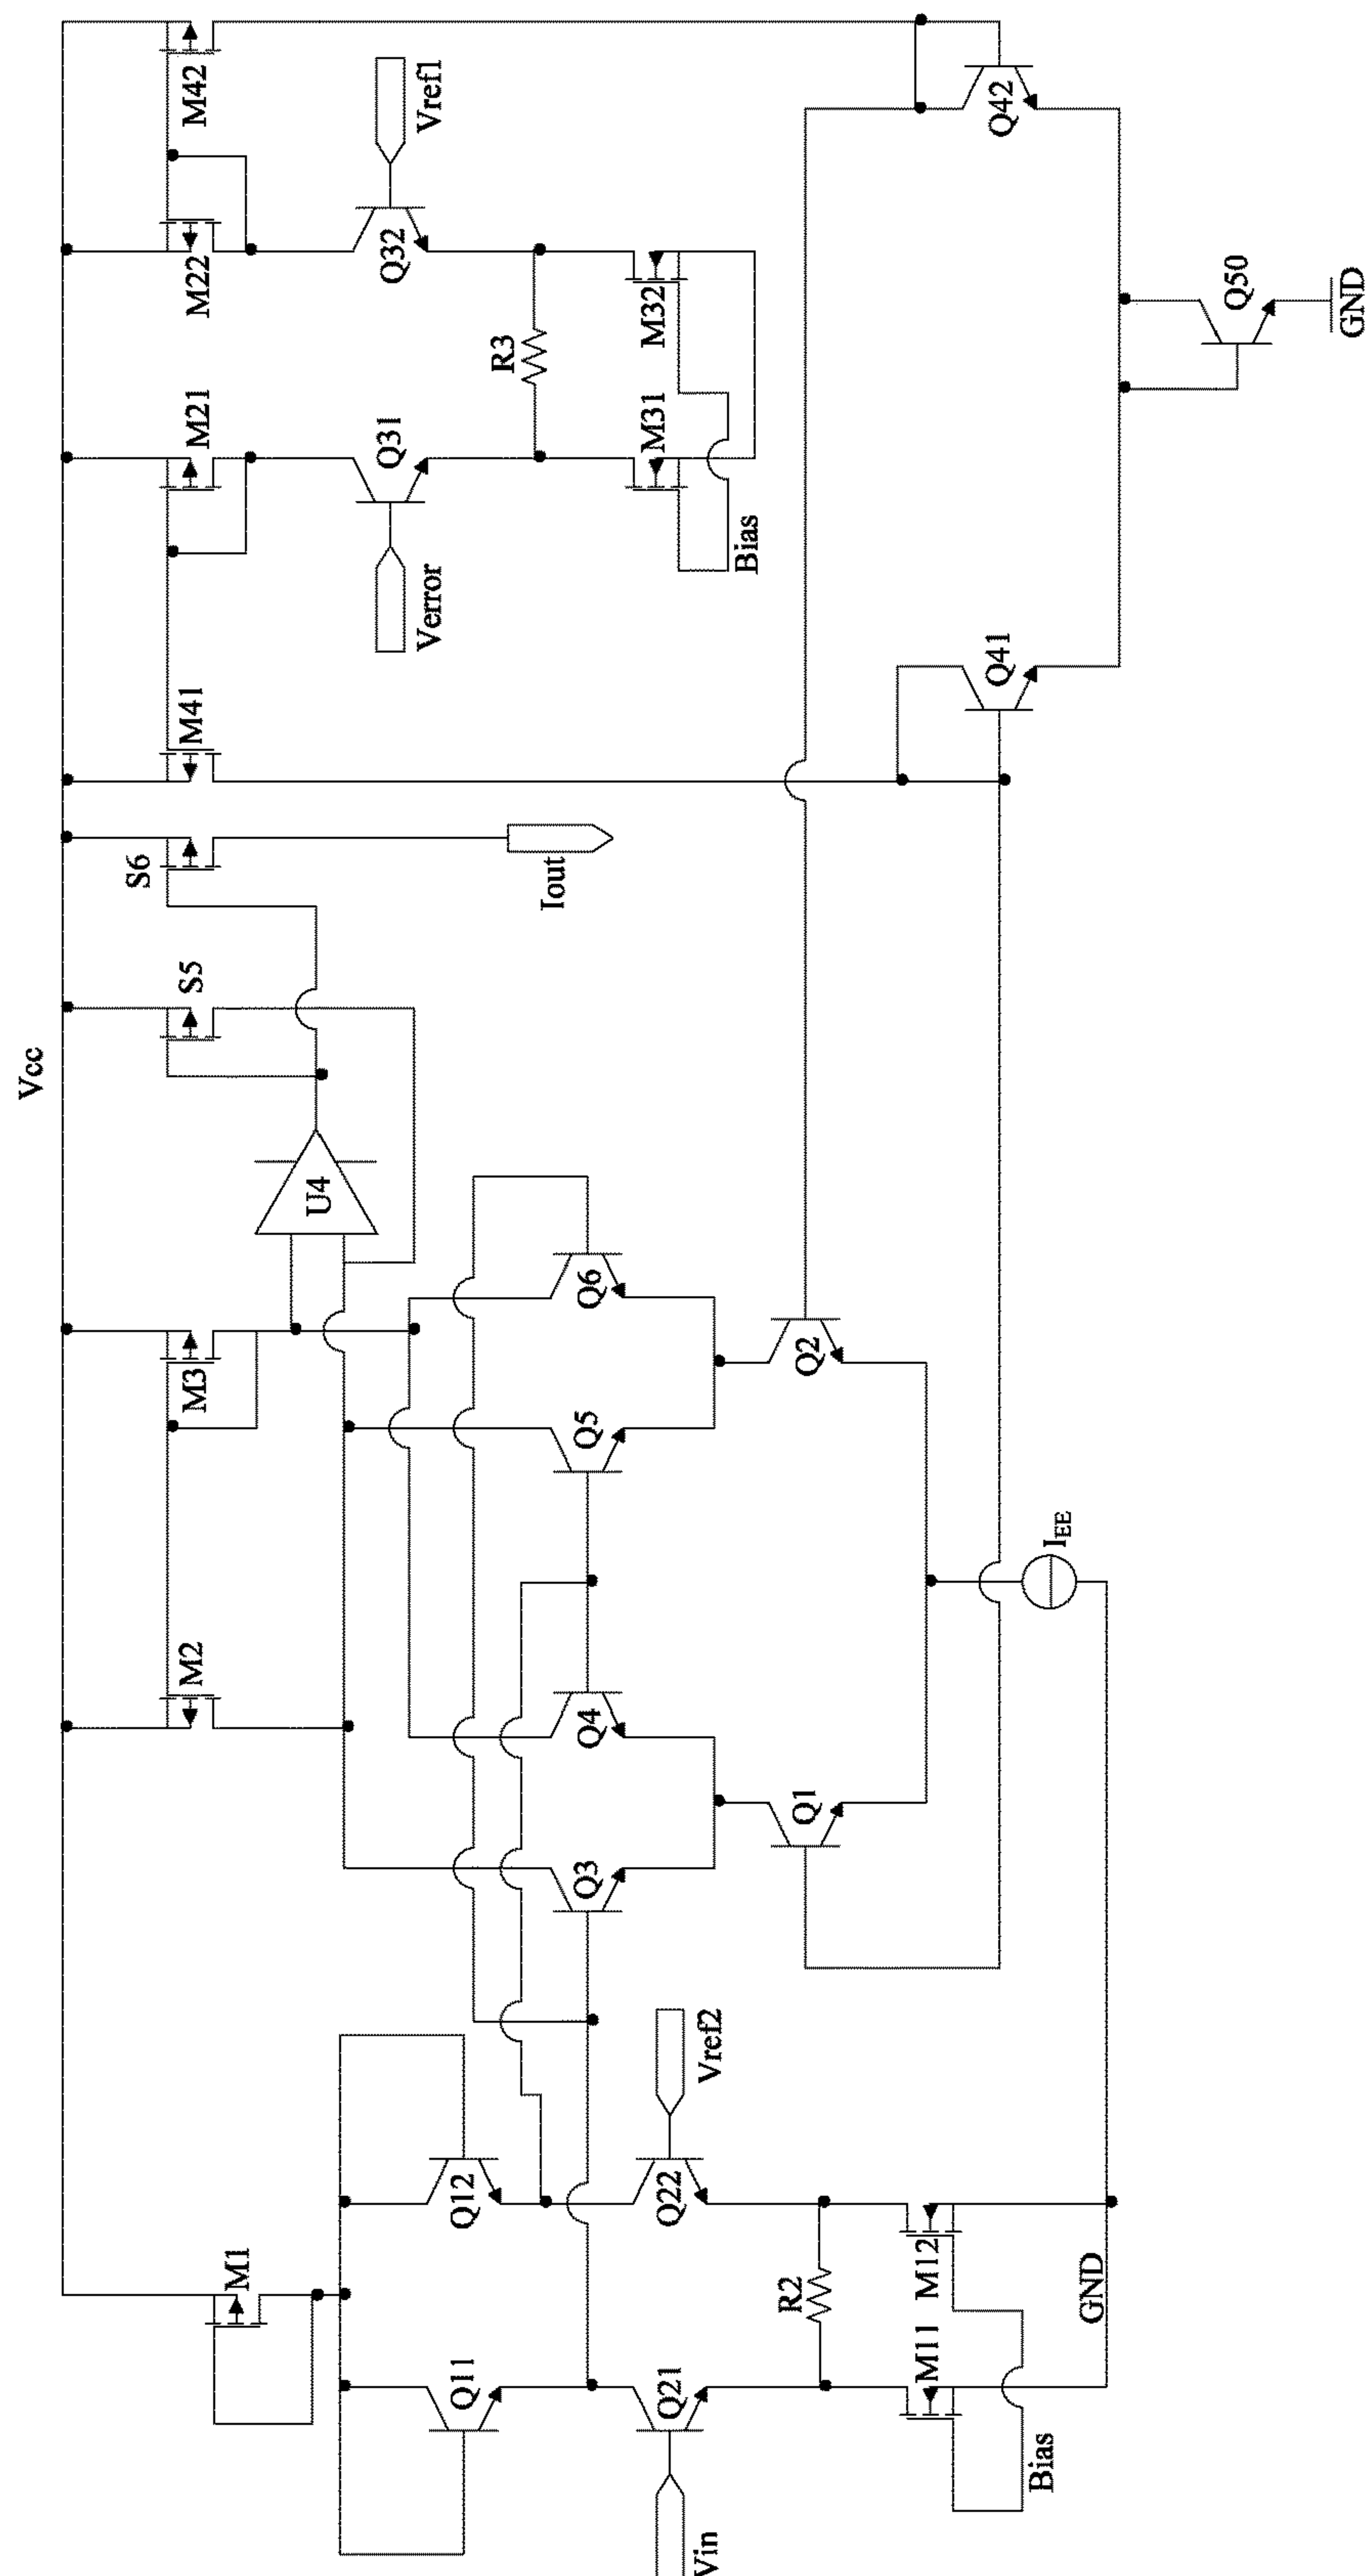 Vcc
M1
M2
M3
S5
S6
M41
M21
M22
M42
U4
Q11
Q12
Q3
Q4
Q5
Q6
Iout
Verror
Q31
Q32
Vref1
R3
Vin
Q21
Q22
Vref2
M31
M32
Bias
R2
Q1
Q2
M11
M12
Bias
GND
IEE
Q41
Q42
Q50
GND